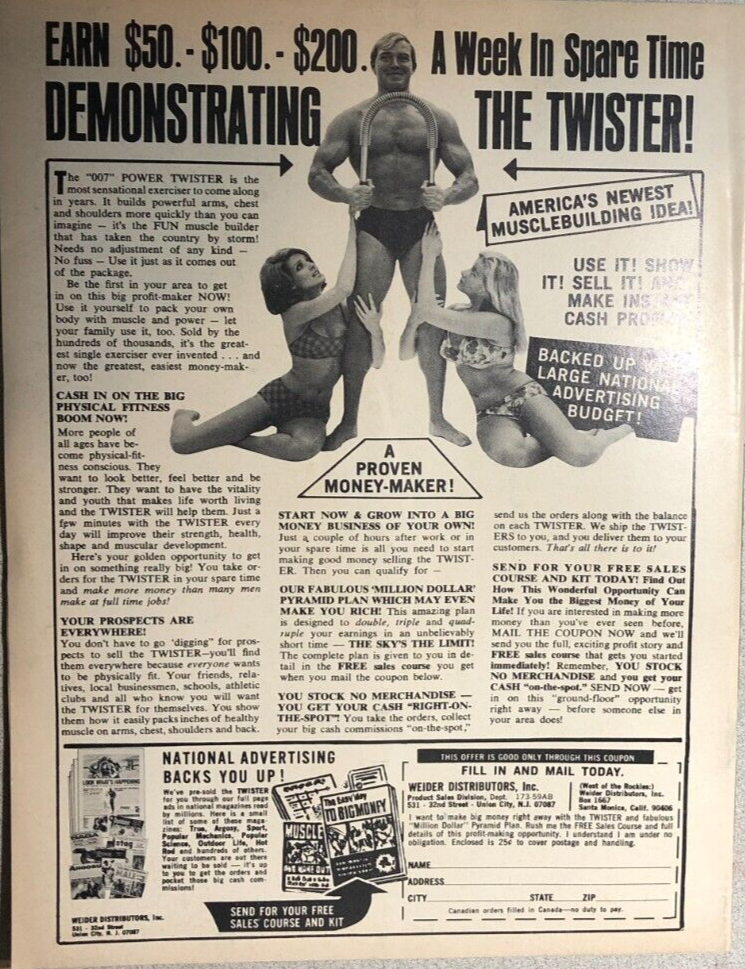 EARN $50.-$100.-$200. A Week In Spare Time
DEMONSTRATING THE TWISTER!
The "007" POWER TWISTER is the
most sensational exerciser to come along
in years. It builds powerful arms, chest
and shoulders more quickly than you can
imagine — it's the FUN muscle builder
that has taken the country by storm!
Needs no adjustment of any kind —
No fuss — Use it just as it comes out
of the package.
Be the first in your area to get
in on this big profit-maker NOW!
Use it yourself to pack your own
body with muscle and power — let
your family use it, too. Sold by the
hundreds of thousands, it's the great-
est single exerciser ever invented . . . and
now the greatest, easiest money-mak-
er, too!
CASH IN ON THE BIG
PHYSICAL FITNESS
BOOM NOW!
More people of
all ages have be-
come physical-fit-
ness conscious. They
want to look better, feel better and be
stronger. They want to have the vitality
and youth that makes life worth living
and the TWISTER will help them. Just a
few minutes with the TWISTER every
day will improve their strength, health,
shape and muscular development.
Here's your golden opportunity to get
in on something really big! You take or-
ders for the TWISTER in your spare time
and make more money than many men
make at full time jobs!
YOUR PROSPECTS ARE
EVERYWHERE!
You don't have to go 'digging" for pros-
pects to sell the TWISTER—you'll find
them everywhere because everyone wants
to be physically fit. Your friends, rela-
tives, local businessmen, schools, athletic
clubs and all who know you will want
the TWISTER for themselves. You show
them how it easily packs inches of healthy
muscle on arms, chest, shoulders and back.
AMERICA'S NEWEST
MUSCLEBUILDING IDEA!
USE IT! SHOW
IT! SELL IT! AND
MAKE INSTANT
CASH
BACKED UP
LARGE NATIONAL
ADVERTISING
BUDGET!
A
PROVEN
MONEY-MAKER!
START NOW & GROW INTO A BIG
MONEY BUSINESS OF YOUR OWN!
Just a couple of hours after work or in
your spare time is all you need to start
making good money selling the TWIST-
ER. Then you can qualify for —
OUR FABULOUS 'MILLION DOLLAR'
PYRAMID PLAN WHICH MAY EVEN
MAKE YOU RICH! This amazing plan
is designed to double, triple and quad-
ruple your earnings in an unbelievably
short time — THE SKY'S THE LIMIT!
The complete plan is given to you in de-
tail in the FREE sales course you get
when you mail the coupon below.
YOU STOCK NO MERCHANDISE —
YOU GET YOUR CASH "RIGHT-ON-
THE-SPOT"! You take the orders, collect
your big cash commissions "on-the-spot,"
send us the orders along with the balance
on each TWISTER. We ship the TWIST-
ERS to you, and you deliver them to your
customers. That's all there is to it!
SEND FOR YOUR FREE SALES
COURSE AND KIT TODAY! Find Out
How This Wonderful Opportunity Can
Make You the Biggest Money of Your
Life! If you are interested in making more
money than you've ever seen before,
MAIL THE COUPON NOW and we'll
send you the full, exciting profit story and
FREE sales course that gets you started
immediately! Remember, YOU STOCK
NO MERCHANDISE and you get your
CASH "on-the-spot." SEND NOW — get
in on this "ground-floor" opportunity
right away — before someone else in
your area does!
NATIONAL ADVERTISING
BACKS YOU UP!
We've pre-sold the TWISTER
for you through our full page
ads in national magazines read
by millions. Here is a small
list of some of these maga-
zines: True, Argosy, Sport,
Popular Mechanics, Popular
Science, Outdoor Life, Hot
Rod and hundreds of others.
Your customers are out there
waiting to be sold — it's up
to you to get the orders and
pocket those big cash com-
missions!
LOOK WHAT'S HAPPENING
WEIDER DISTRIBUTORS, Inc.
531 - 32nd Street
Union City, N. J. 07087
The Easy Way
TO BIG MONEY
MUSCLE
SEND FOR YOUR FREE
SALES COURSE AND KIT
THIS OFFER IS GOOD ONLY THROUGH THIS COUPON
FILL IN AND MAIL TODAY.
WEIDER DISTRIBUTORS, Inc.
Product Sales Division, Dept. 173-59AB
531 - 32nd Street - Union City, N.J. 07087
(West of the Rockies:)
Weider Distributors, Inc.
Box 1667
Santa Monica, Calif. 90406
I want to make big money right away with the TWISTER and fabulous
"Million Dollar" Pyramid Plan. Rush me the FREE Sales Course and full
details of this profit-making opportunity. I understand I am under no
obligation. Enclosed is 25¢ to cover postage and handling.
NAME
ADDRESS
CITY STATE ZIP
Canadian orders filled in Canada—no duty to pay.